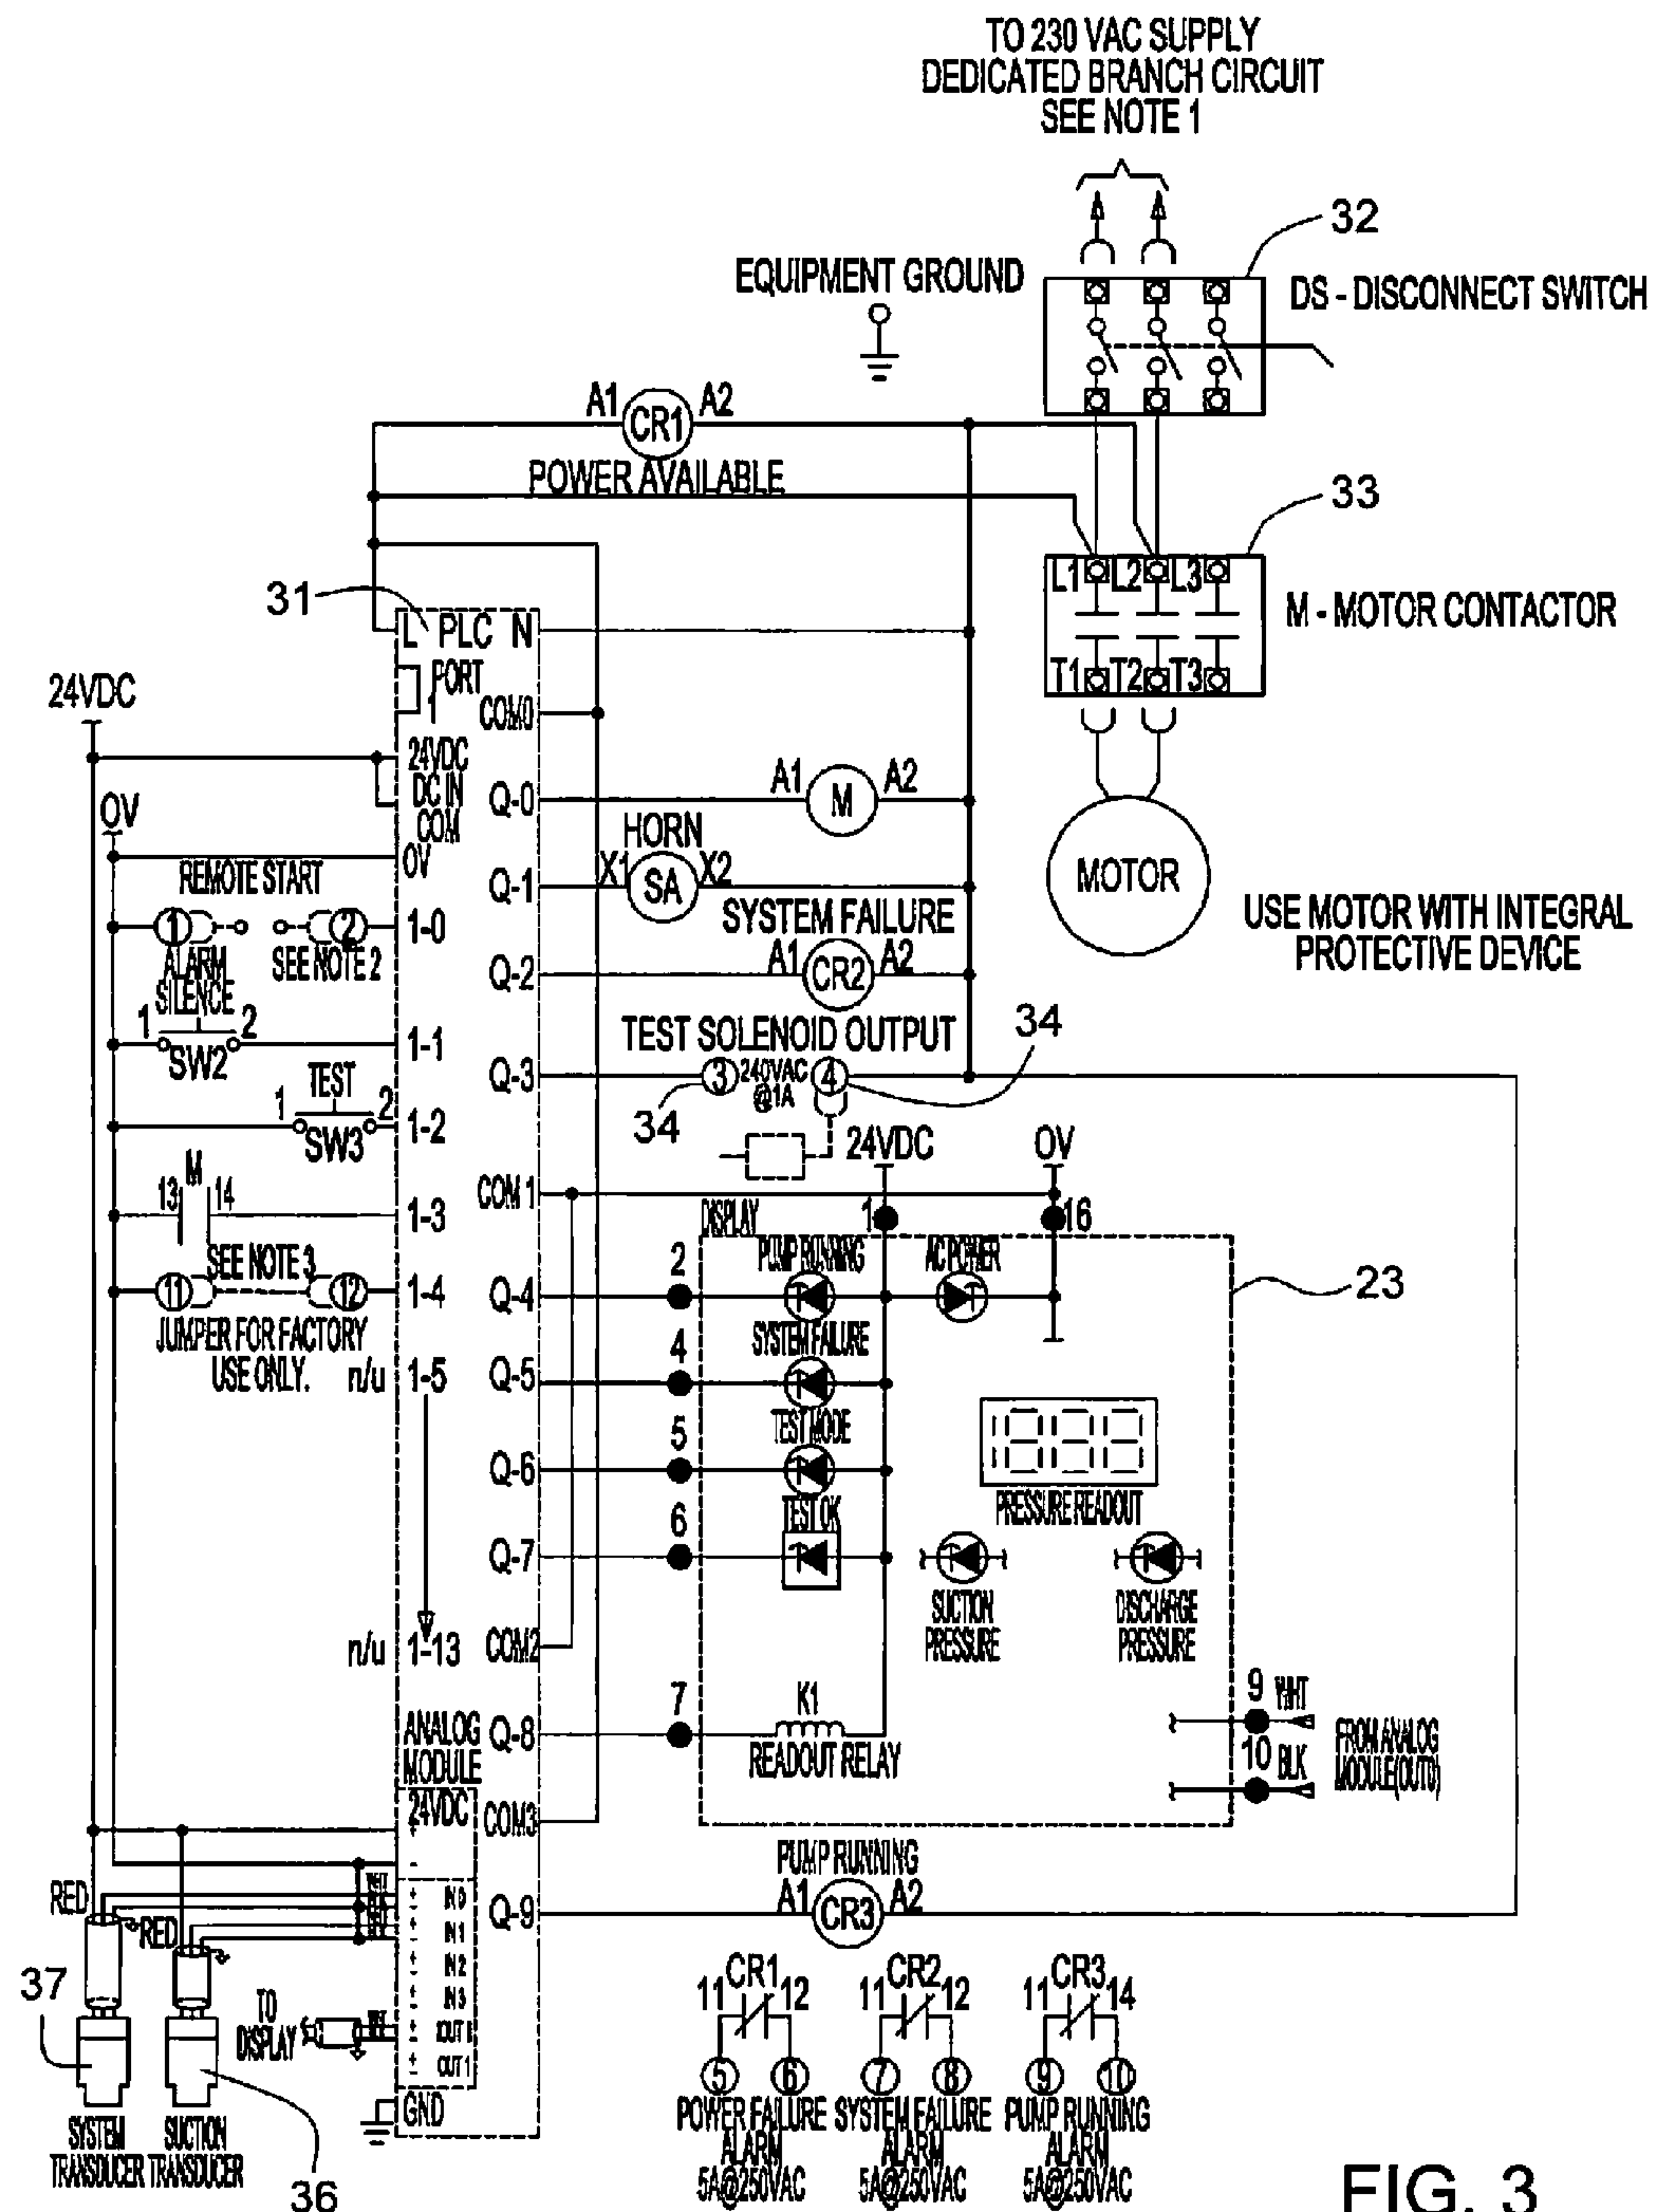 TO 230 VAC SUPPLY
DEDICATED BRANCH CIRCUIT
SEE NOTE 1
32
EQUIPMENT GROUND
DS - DISCONNECT SWITCH
A1 CR1 A2
POWER AVAILABLE
33
L1 L2 L3
M - MOTOR CONTACTOR
T1 T2 T3
31
L PLC N
PORT
1
COM0
24VDC
24VDC
DC IN
COM
0V
0V
Q-0
A1 M A2
MOTOR
USE MOTOR WITH INTEGRAL
PROTECTIVE DEVICE
HORN
Q-1
X1 SA X2
REMOTE START
1 2
1-0
SEE NOTE 2
SYSTEM FAILURE
Q-2
A1 CR2 A2
ALARM
SILENCE
1 2
SW2
1-1
TEST SOLENOID OUTPUT
34
Q-3
3 240VAC 4
@1A
34
TEST
1 2
SW3
1-2
24VDC 0V
M
13 14
1-3
COM 1
DISPLAY
1 16
SEE NOTE 3
11 12
1-4
JUMPER FOR FACTORY
USE ONLY.
n/u 1-5
Q-4
2
PUMP RUNNING
AC POWER
23
Q-5
4
SYSTEM FAILURE
Q-6
5
TEST MODE
PRESSURE READOUT
Q-7
6
TEST OK
SUCTION
PRESSURE
DISCHARGE
PRESSURE
n/u 1-13
COM2
7
K1
READOUT RELAY
Q-8
9 WHT
10 BLK
FROM ANALOG
MODULE(OUT0)
ANALOG
MODULE
24VDC
+
-
COM3
PUMP RUNNING
Q-9
A1 CR3 A2
RED
RED
+
-
IN 0
+
-
IN 1
+
-
IN 2
+
-
IN 3
+
-
+
-
OUT 1
TO
DISPLAY
GND
37
SYSTEM
TRANSDUCER
SUCTION
TRANSDUCER
36
11 CR1 12
5 6
POWER FAILURE
ALARM
5A@250VAC
11 CR2 12
7 8
SYSTEM FAILURE
ALARM
5A@250VAC
11 CR3 14
9 10
PUMP RUNNING
ALARM
5A@250VAC
FIG. 3